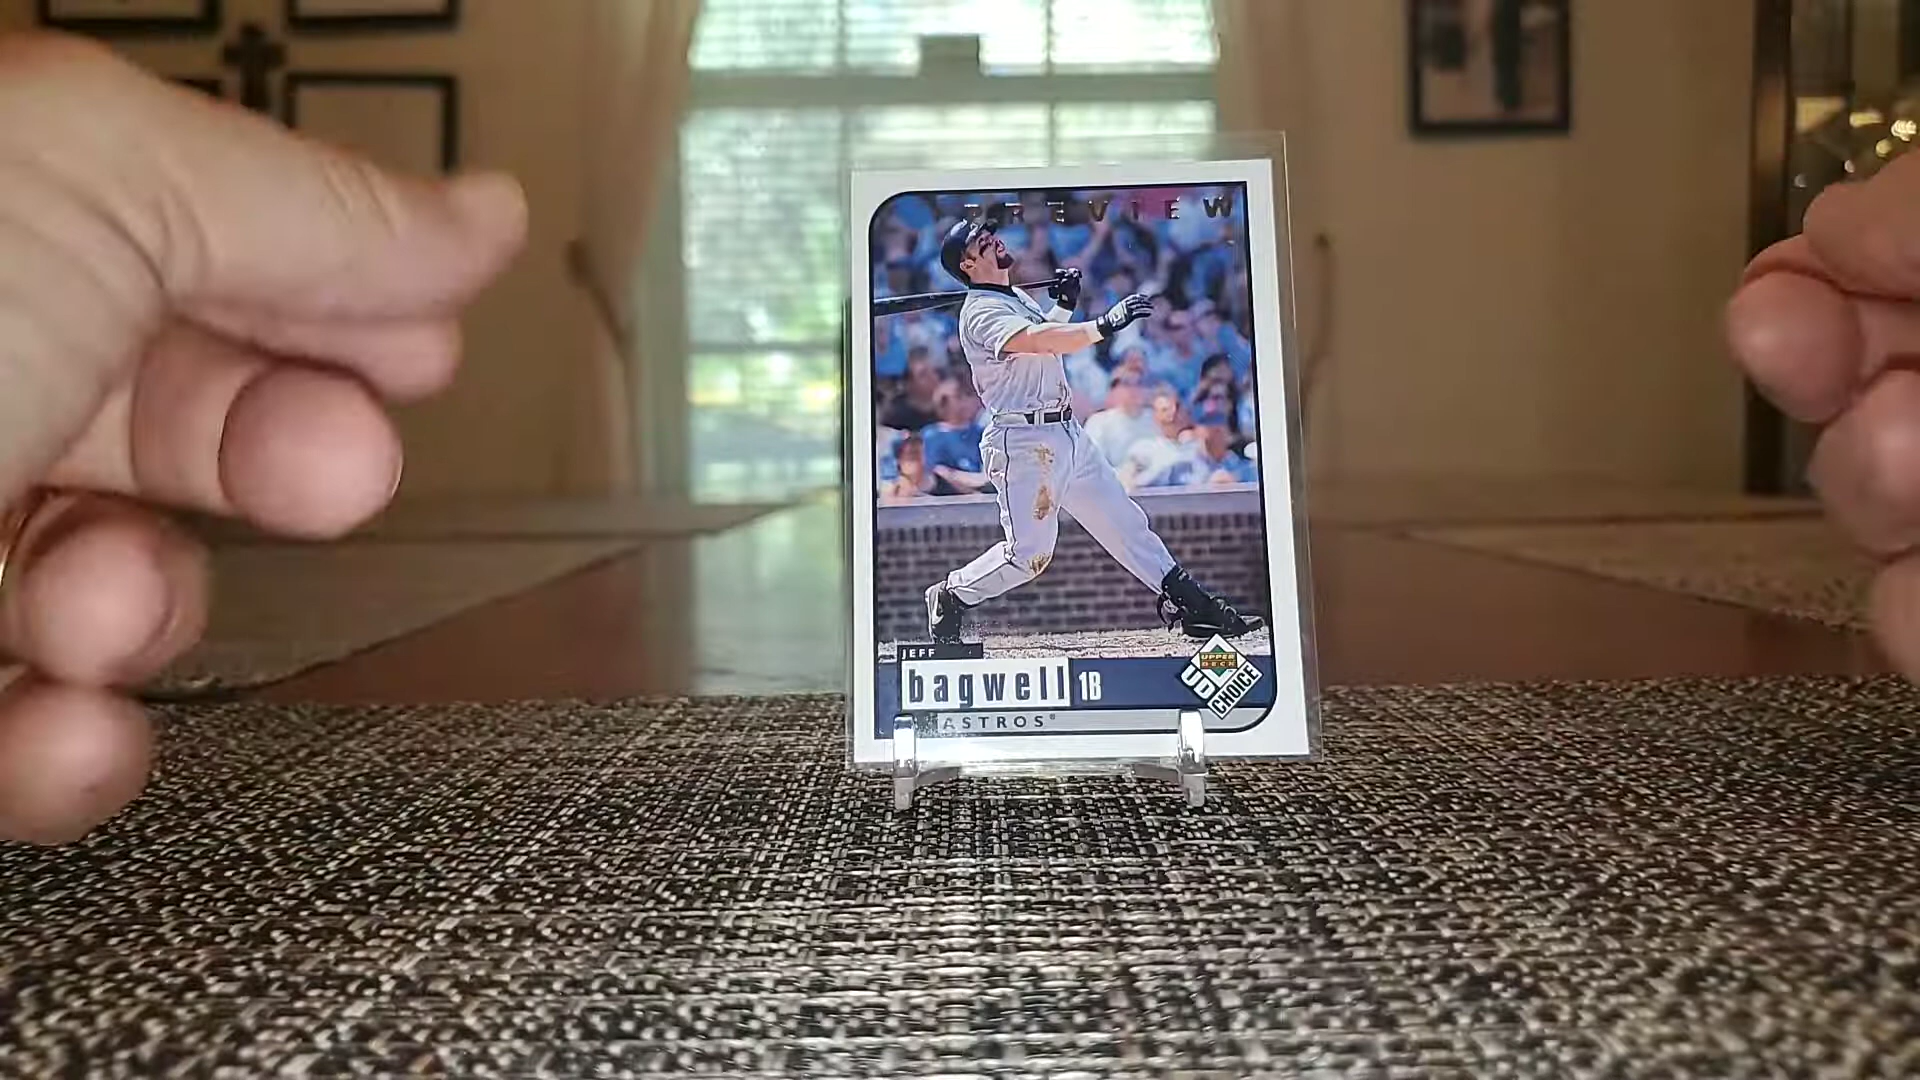 PREVIEW
JEFF
bagwell 1B
ASTROS®
UPPER
DECK
UD
CHOICE